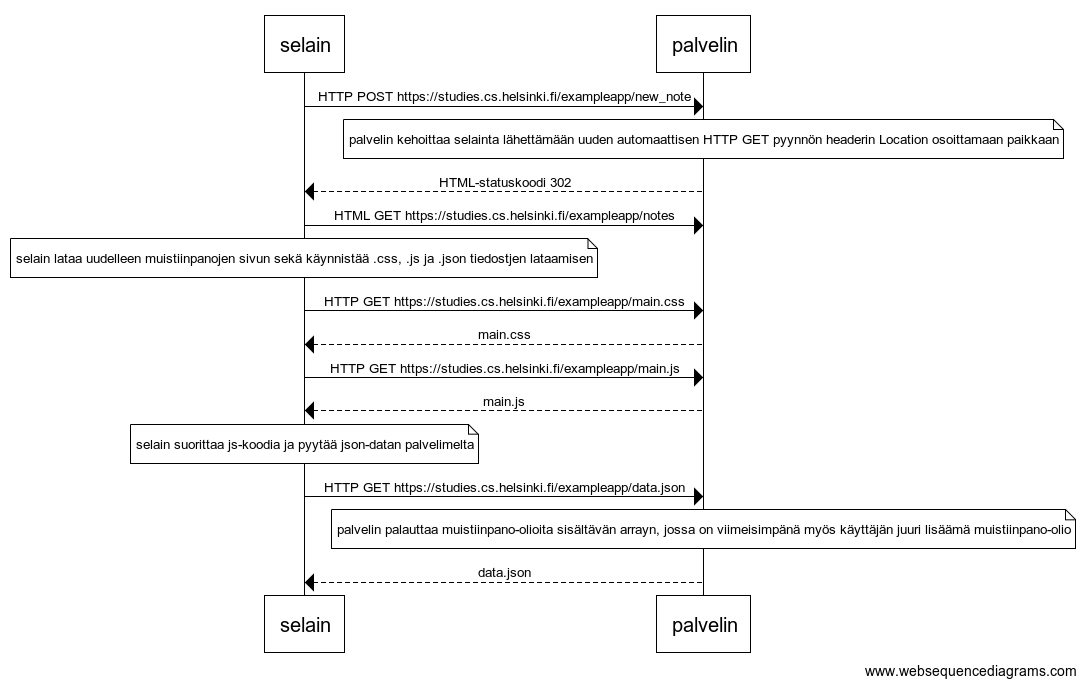 selain palvelin
HTTP POST https://studies.cs.helsinki.fi/exampleapp/new_note
palvelin kehoittaa selainta lähettämään uuden automaattisen HTTP GET pyynnön headerin Location osoittamaan paikkaan
HTML-statuskoodi 302
HTML GET https://studies.cs.helsinki.fi/exampleapp/notes
selain lataa uudelleen muistiinpanojen sivun sekä käynnistää .css, .js ja .json tiedostjen lataamisen
HTTP GET https://studies.cs.helsinki.fi/exampleapp/main.css
main.css
HTTP GET https://studies.cs.helsinki.fi/exampleapp/main.js
main.js
selain suorittaa js-koodia ja pyytää json-datan palvelimelta
HTTP GET https://studies.cs.helsinki.fi/exampleapp/data.json
palvelin palauttaa muistiinpano-olioita sisältävän arrayn, jossa on viimeisimpänä myös käyttäjän juuri lisäämä muistiinpano-olio
data.json
selain palvelin
www.websequencediagrams.com